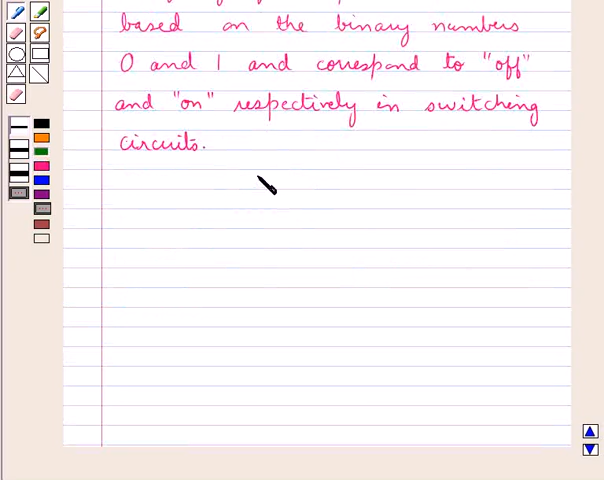 based on the binary numbers
0 and 1 and correspond to "off"
and "on" respectively in switching
circuits.